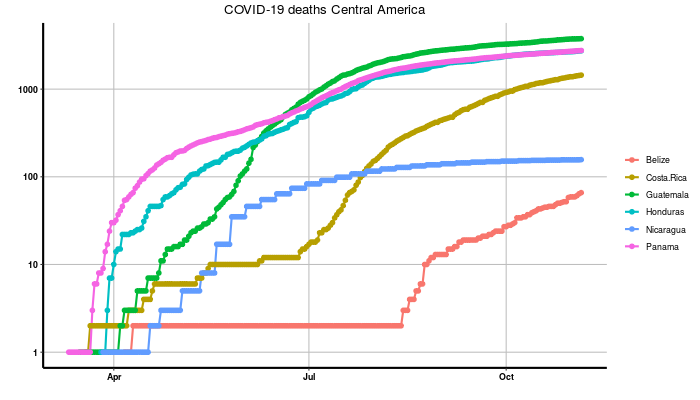 COVID-19 deaths Central America
1000
100
10
1
Apr
Jul
Oct
Belize
Costa.Rica
Guatemala
Honduras
Nicaragua
Panama